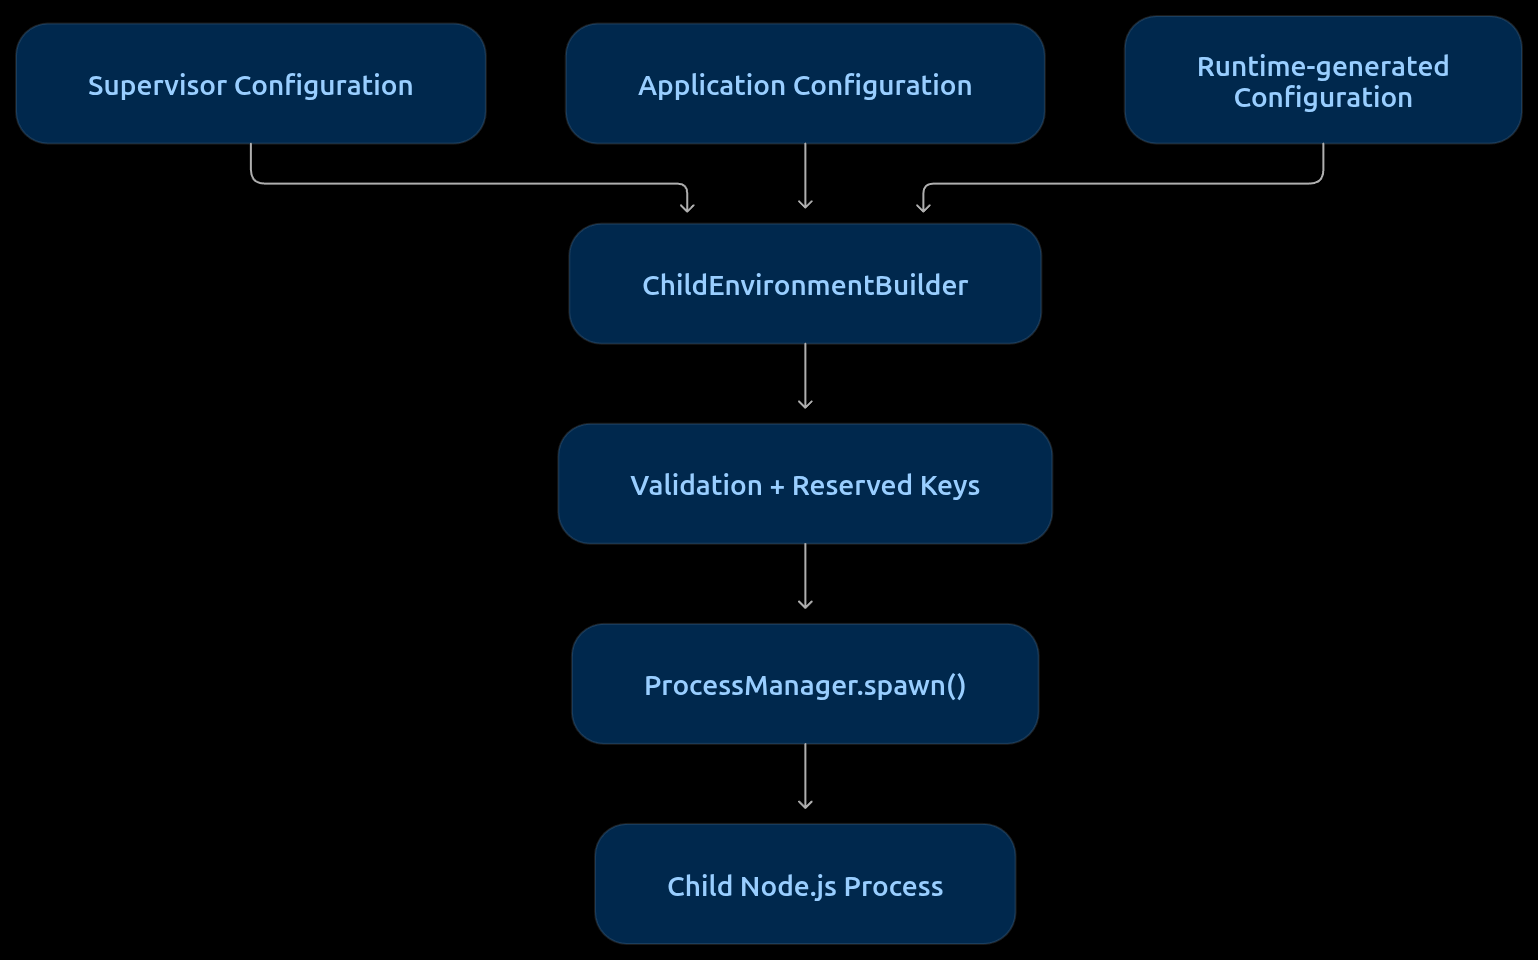 Supervisor Configuration
Application Configuration
Runtime-generated
Configuration
ChildEnvironmentBuilder
Validation + Reserved Keys
ProcessManager.spawn()
Child Node.js Process